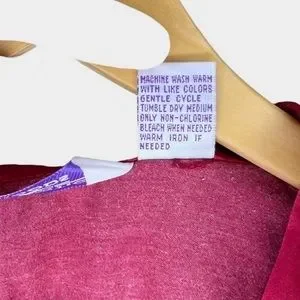 MACHINE WASH WARM
WITH LIKE COLORS
GENTLE CYCLE
TUMBLE DRY MEDIUM
ONLY NON-CHLORINE
BLEACH WHEN NEEDED
WARM IRON IF
NEEDED